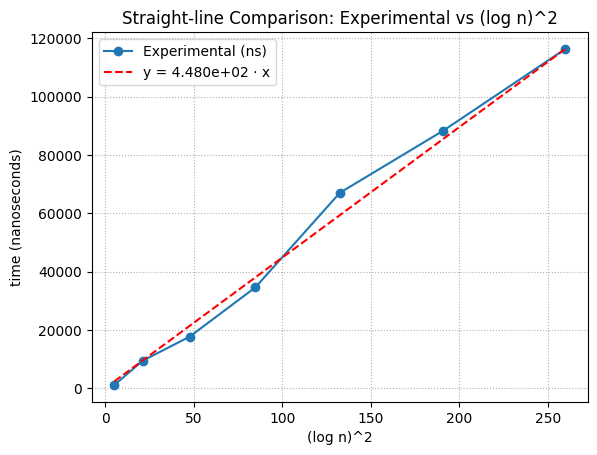 Straight-line Comparison: Experimental vs (log n)^2
Experimental (ns)
y = 4.480e+02 · x
time (nanoseconds)
120000
100000
80000
60000
40000
20000
0
0
50
100
150
200
250
(log n)^2